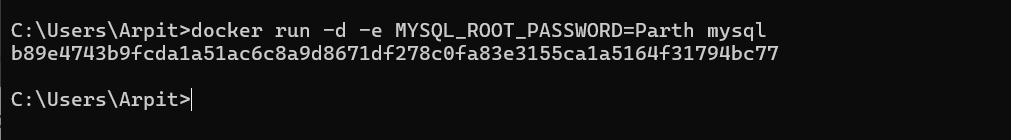 C:\Users\Arpit>docker run -d -e MYSQL_ROOT_PASSWORD=Parth mysql
b89e4743b9fcda1a51ac6c8a9d8671df278c0fa83e3155ca1a5164f31794bc77
C:\Users\Arpit>